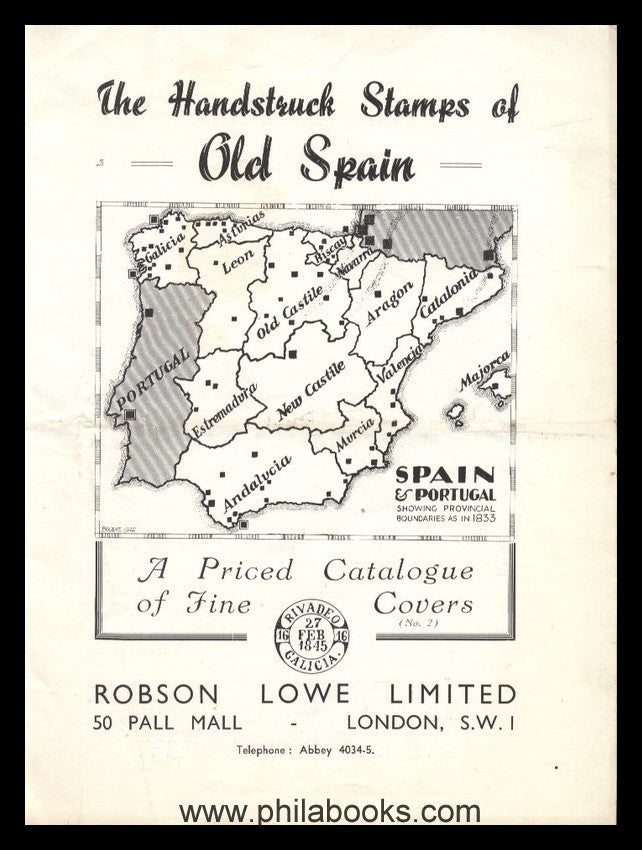 The Handstruck Stamps of
Old Spain
Galicia
Astinias
Leon
Biscay
Navarra
Old Castile
Aragon
Catalonia
PORTUGAL
Estremadura
New Castile
Valencia
Majorca
Murcia
Andalucia
SPAIN
& PORTUGAL
SHOWING PROVINCIAL
BOUNDARIES AS IN 1833
A Priced Catalogue
of Fine Covers
(No. 2)
RIVADEO
27
16 FEB 16
1845
GALICIA.
ROBSON LOWE LIMITED
50 PALL MALL - LONDON, S.W.1
Telephone : Abbey 4034-5.
www.philabooks.com